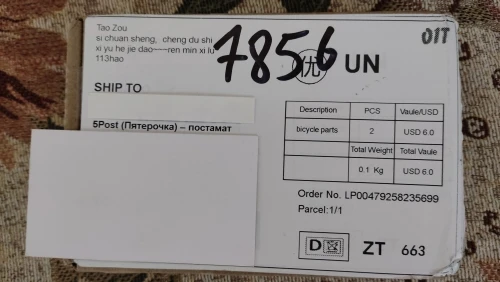 Tao Zou
si chuan sheng, cheng du shi
xi yu he jie dao~~~ren min xi lu
113hao
7856
01T
优 UN
SHIP TO
5Post (Пятерочка) – постамат
Description PCS Vaule/USD
bicycle parts 2 USD 6.0
Total Weight Total Vaule
0.1 Kg USD 6.0
Order No. LP00479258235699
Parcel:1/1
D ZT 663